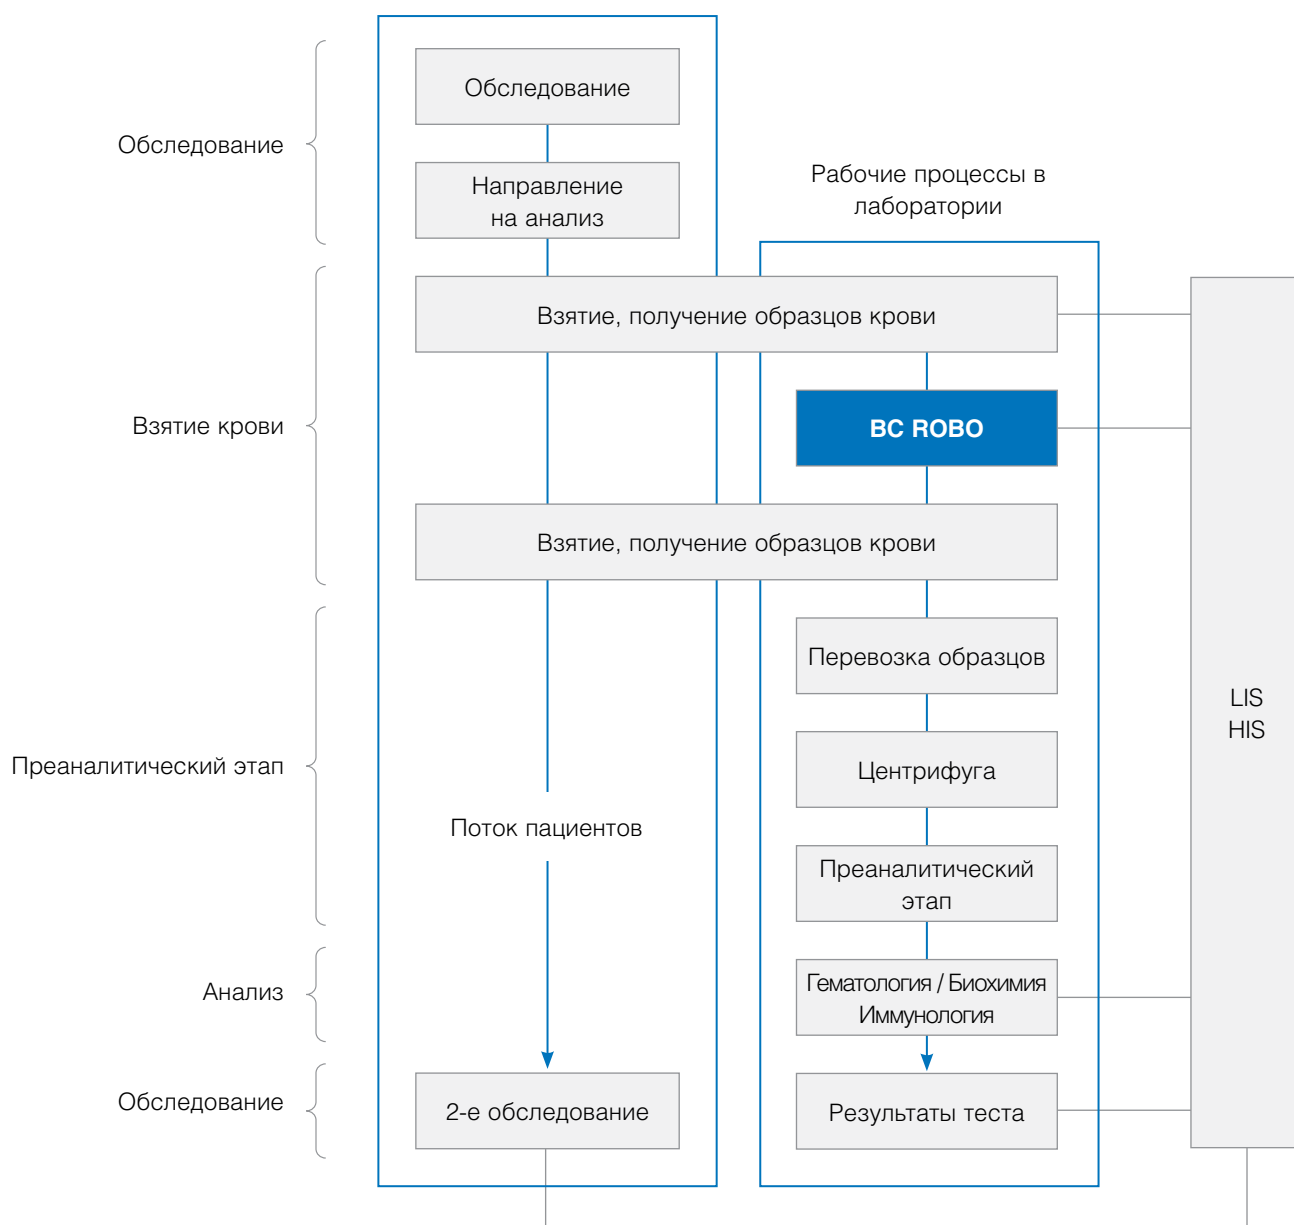 Обследование
Обследование
Направление
на анализ
Рабочие процессы в
лаборатории
Взятие, получение образцов крови
Взятие крови
BC ROBO
Взятие, получение образцов крови
Перевозка образцов
LIS
HIS
Преаналитический этап
Центрифуга
Поток пациентов
Преаналитический
этап
Анализ
Гематология / Биохимия
Иммунология
Обследование
2-е обследование
Результаты теста